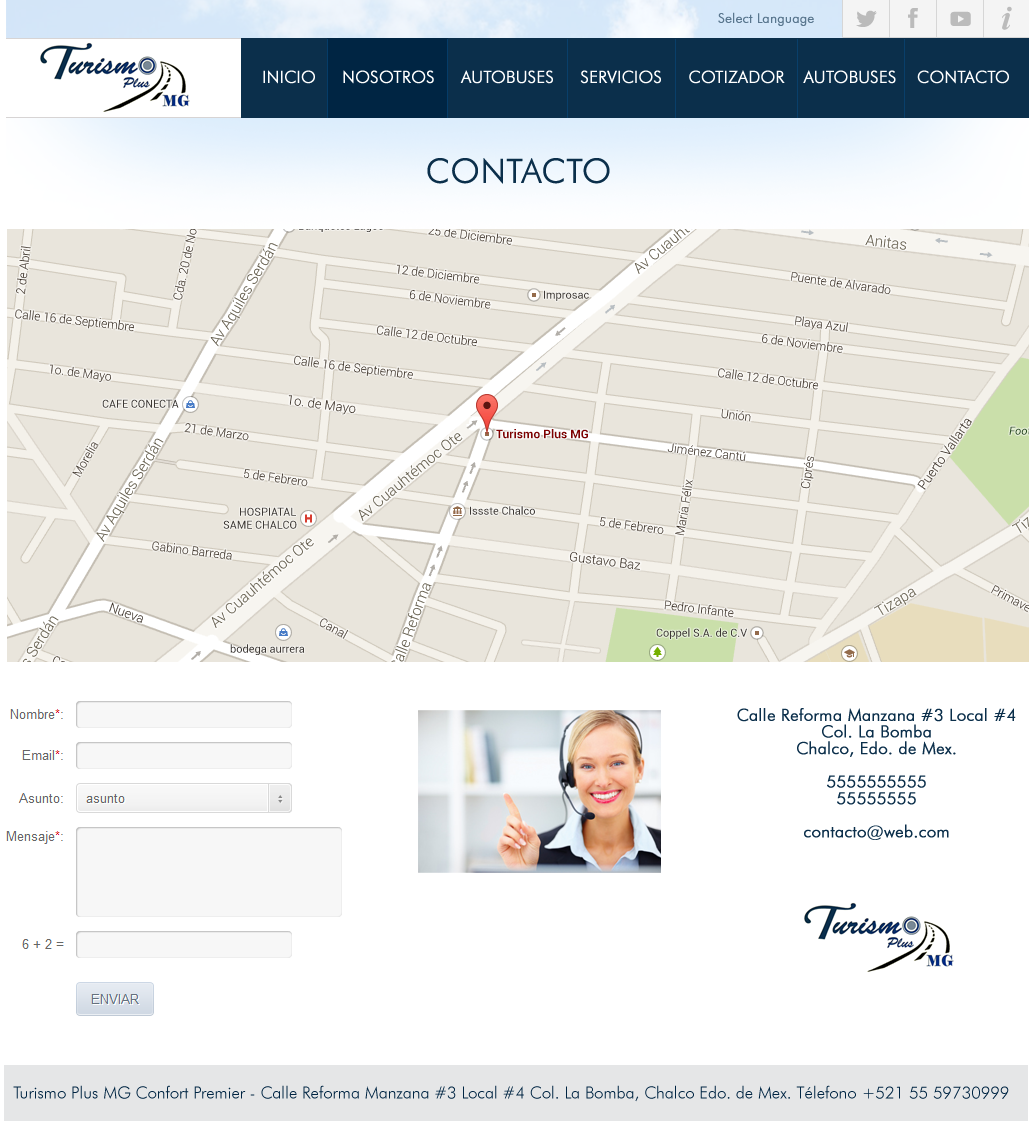 Select Language
Turismo
Plus
MG
INICIO
NOSOTROS
AUTOBUSES
SERVICIOS
COTIZADOR
AUTOBUSES
CONTACTO
CONTACTO
25 de Diciembre
Av Cuauht
Anitas
2 de Abril
Cda. 20 de No
Av Aquiles Serdán
12 de Diciembre
Puente de Alvarado
6 de Noviembre
Improsac
Calle 16 de Septiembre
Playa Azul
Calle 12 de Octubre
6 de Noviembre
1o. de Mayo
Calle 16 de Septiembre
Calle 12 de Octubre
CAFE CONECTA
1o. de Mayo
Unión
21 de Marzo
Turismo Plus MG
Foo
Morelia
Av Aquiles Serdán
Av Cuauhtémoc Ote
Jiménez Cantú
Puerto Vallarta
5 de Febrero
María Félix
Ciprés
HOSPIATAL
SAME CHALCO
Issste Chalco
5 de Febrero
Tiz
Gabino Barreda
Av Cuauhtémoc Ote
Gustavo Baz
Nueva
Canal
alle Reforma
Pedro Infante
Tizapa
Primave
Serdán
bodega aurrera
Coppel S.A. de C.V
Nombre*:
Email*:
Asunto:
asunto
Mensaje*:
6 + 2 =
ENVIAR
Calle Reforma Manzana #3 Local #4
Col. La Bomba
Chalco, Edo. de Mex.
5555555555
55555555
contacto@web.com
Turismo
Plus
MG
Turismo Plus MG Confort Premier - Calle Reforma Manzana #3 Local #4 Col. La Bomba, Chalco Edo. de Mex. Télefono +521 55 59730999